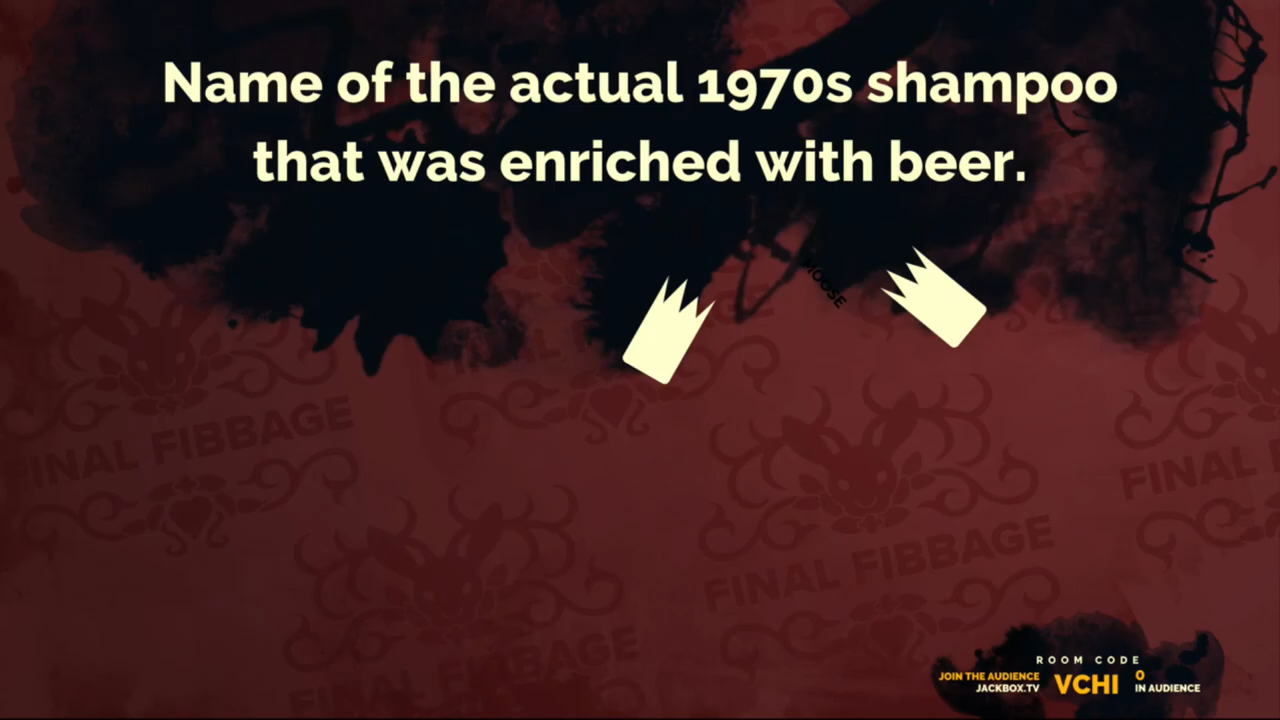 Name of the actual 1970s shampoo
that was enriched with beer.
MOOSE
FINAL FIBBAGE
FINAL FIBBAGE
FINAL
FINAL FIBBAGE
ROOM CODE
JOIN THE AUDIENCE
JACKBOX.TV
VCHI
0
IN AUDIENCE